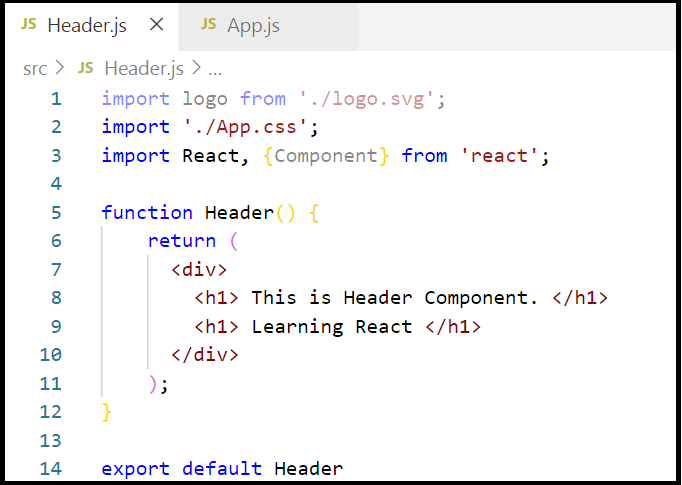 JS Header.js × JS App.js
src > JS Header.js > ...
1 import logo from './logo.svg';
2 import './App.css';
3 import React, {Component} from 'react';
4
5 function Header() {
6 return (
7 <div>
8 <h1> This is Header Component. </h1>
9 <h1> Learning React </h1>
10 </div>
11 );
12 }
13
14 export default Header